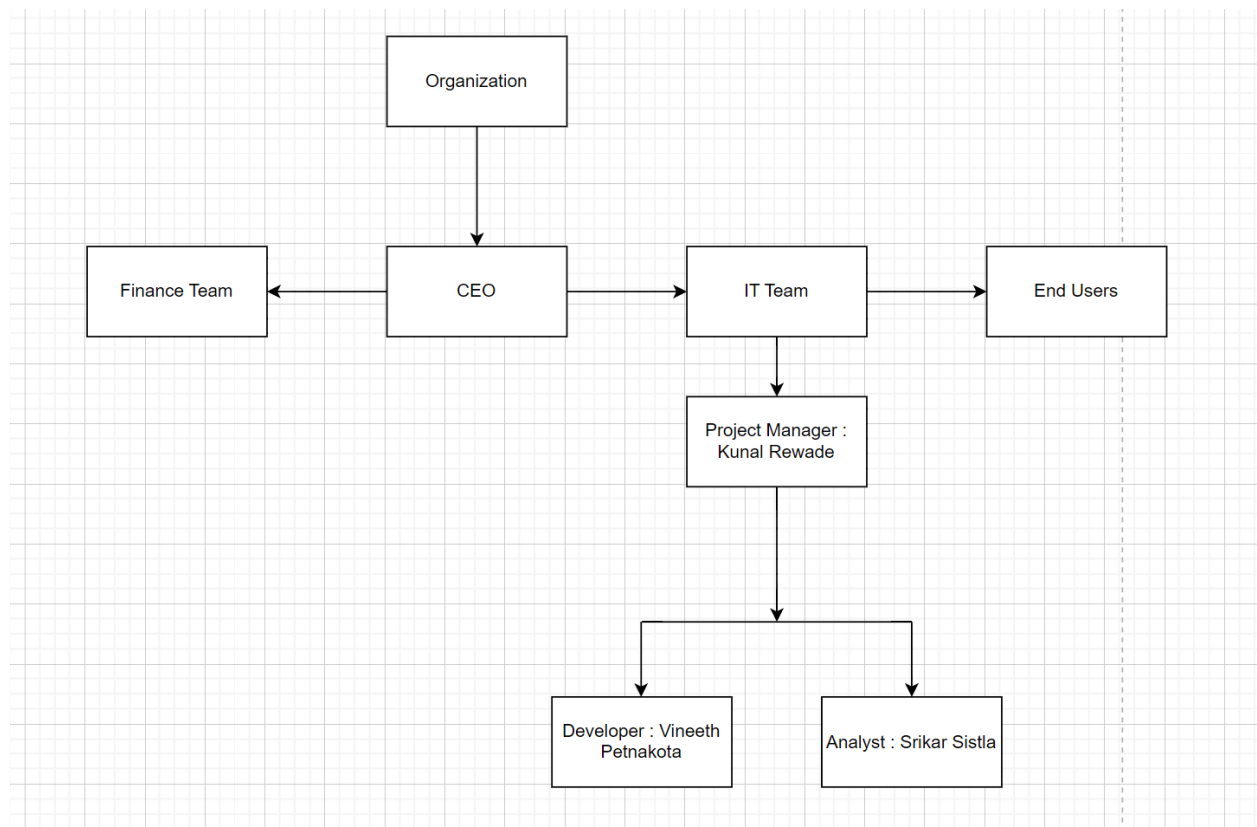 Organization
Finance Team
CEO
IT Team
End Users
Project Manager :
Kunal Rewade
Developer : Vineeth
Petnakota
Analyst : Srikar Sistla